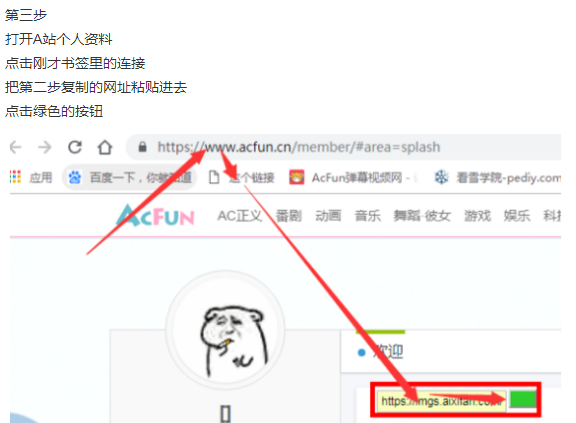 第三步
打开A站个人资料
点击刚才书签里的连接
把第二步复制的网址粘贴进去
点击绿色的按钮
https://www.acfun.cn/member/#area=splash
应用 百度一下，你就知道 这个链接 AcFun弹幕视频网 - 看雪学院-pediy.com
ACFUN AC正义 番剧 动画 音乐 舞蹈·彼女 游戏 娱乐 科技
欢迎
https://imgs.aixifan.co